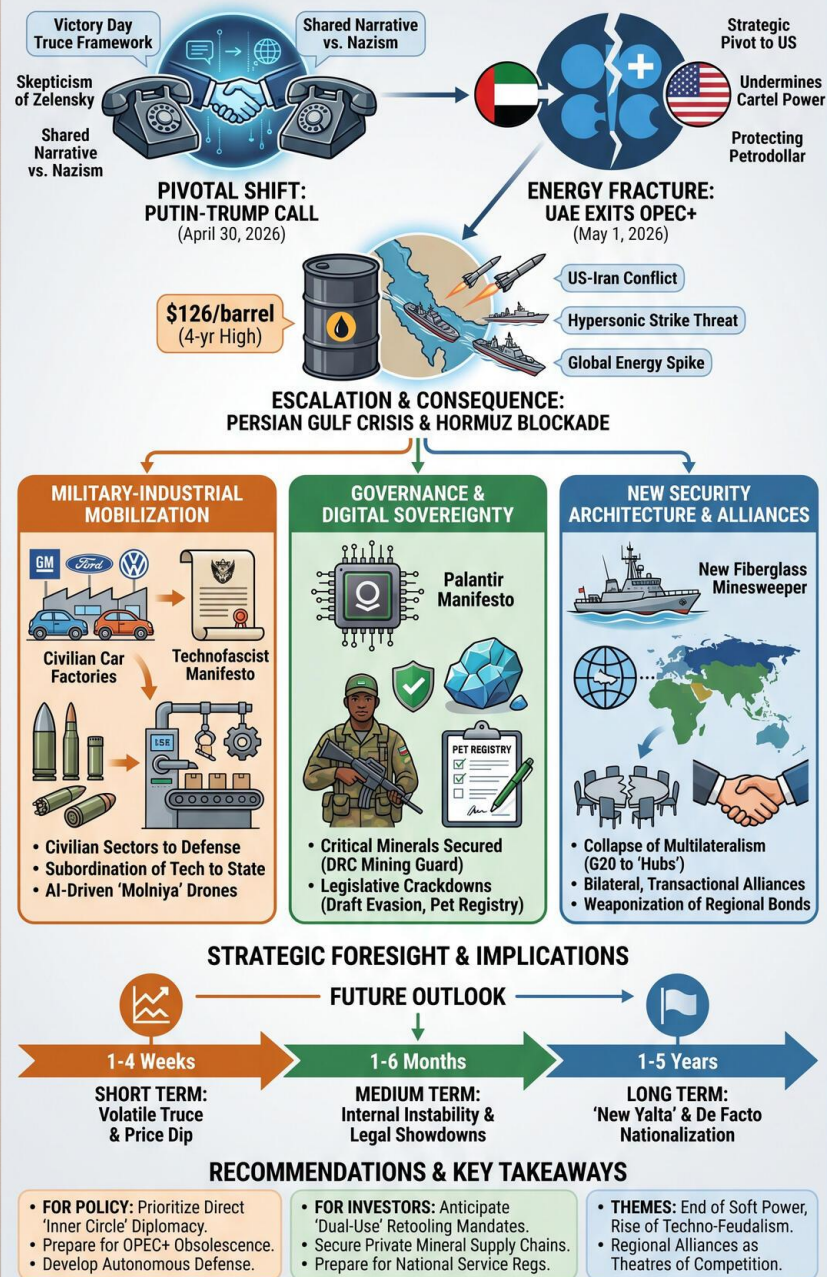 Victory Day
Truce Framework
Shared Narrative
vs. Nazism
Skepticism
of Zelensky
Shared
Narrative
vs. Nazism
PIVOTAL SHIFT:
PUTIN-TRUMP CALL
(April 30, 2026)
Strategic
Pivot to US
Undermines
Cartel Power
Protecting
Petrodollar
ENERGY FRACTURE:
UAE EXITS OPEC+
(May 1, 2026)
$126/barrel
(4-yr High)
US-Iran Conflict
Hypersonic Strike Threat
Global Energy Spike
ESCALATION & CONSEQUENCE:
PERSIAN GULF CRISIS & HORMUZ BLOCKADE
MILITARY-INDUSTRIAL
MOBILIZATION
GM
Ford
VW
Civilian Car
Factories
Technofascist
Manifesto
• Civilian Sectors to Defense
• Subordination of Tech to State
• AI-Driven ‘Molniya’ Drones
GOVERNANCE &
DIGITAL SOVEREIGNTY
Palantir
Manifesto
PET REGISTRY
• Critical Minerals Secured
(DRC Mining Guard)
• Legislative Crackdowns
(Draft Evasion, Pet Registry)
NEW SECURITY
ARCHITECTURE & ALLIANCES
New Fiberglass
Minesweeper
• Collapse of Multilateralism
(G20 to ‘Hubs’)
• Bilateral, Transactional Alliances
• Weaponization of Regional Bonds
STRATEGIC FORESIGHT & IMPLICATIONS
FUTURE OUTLOOK
1-4 Weeks
SHORT TERM:
Volatile Truce
& Price Dip
1-6 Months
MEDIUM TERM:
Internal Instability &
Legal Showdowns
1-5 Years
LONG TERM:
‘New Yalta’ & De Facto
Nationalization
RECOMMENDATIONS & KEY TAKEAWAYS
• FOR POLICY: Prioritize Direct
‘Inner Circle’ Diplomacy.
• Prepare for OPEC+ Obsolescence.
• Develop Autonomous Defense.
• FOR INVESTORS: Anticipate
‘Dual-Use’ Retooling Mandates.
• Secure Private Mineral Supply Chains.
• Prepare for National Service Regs.
• THEMES: End of Soft Power,
Rise of Techno-Feudalism.
• Regional Alliances as
Theatres of Competition.